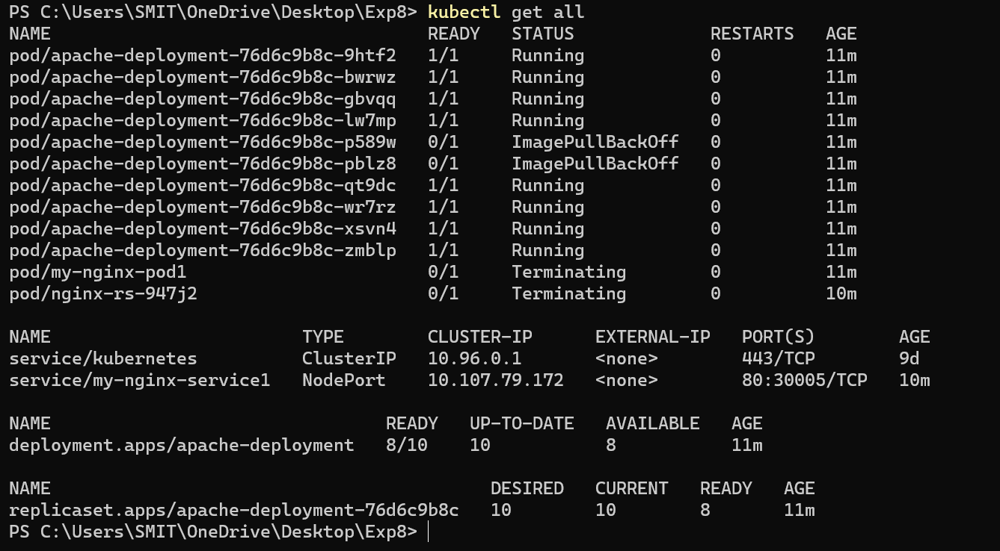 PS C:\Users\SMIT\OneDrive\Desktop\Exp8> kubectl get all
NAME READY STATUS RESTARTS AGE
pod/apache-deployment-76d6c9b8c-9htf2 1/1 Running 0 11m
pod/apache-deployment-76d6c9b8c-bwrwz 1/1 Running 0 11m
pod/apache-deployment-76d6c9b8c-gbvqq 1/1 Running 0 11m
pod/apache-deployment-76d6c9b8c-lw7mp 1/1 Running 0 11m
pod/apache-deployment-76d6c9b8c-p589w 0/1 ImagePullBackOff 0 11m
pod/apache-deployment-76d6c9b8c-pblz8 0/1 ImagePullBackOff 0 11m
pod/apache-deployment-76d6c9b8c-qt9dc 1/1 Running 0 11m
pod/apache-deployment-76d6c9b8c-wr7rz 1/1 Running 0 11m
pod/apache-deployment-76d6c9b8c-xsvn4 1/1 Running 0 11m
pod/apache-deployment-76d6c9b8c-zmblp 1/1 Running 0 11m
pod/my-nginx-pod1 0/1 Terminating 0 11m
pod/nginx-rs-947j2 0/1 Terminating 0 10m
NAME TYPE CLUSTER-IP EXTERNAL-IP PORT(S) AGE
service/kubernetes ClusterIP 10.96.0.1 <none> 443/TCP 9d
service/my-nginx-service1 NodePort 10.107.79.172 <none> 80:30005/TCP 10m
NAME READY UP-TO-DATE AVAILABLE AGE
deployment.apps/apache-deployment 8/10 10 8 11m
NAME DESIRED CURRENT READY AGE
replicaset.apps/apache-deployment-76d6c9b8c 10 10 8 11m
PS C:\Users\SMIT\OneDrive\Desktop\Exp8>